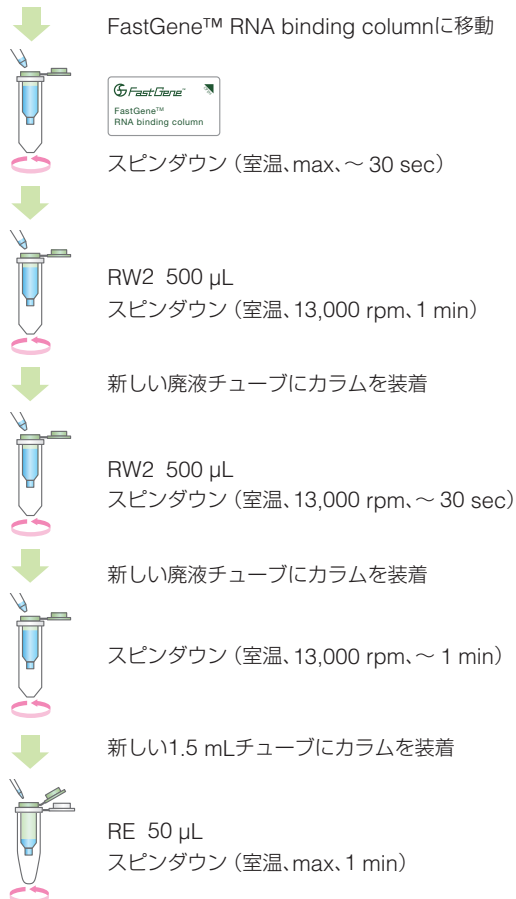 FastGene™ RNA binding columnに移動
FastGene™
FastGene™
RNA binding column
スピンダウン（室温、max、～ 30 sec）
RW2 500 µL
スピンダウン（室温、13,000 rpm、1 min）
新しい廃液チューブにカラムを装着
RW2 500 µL
スピンダウン（室温、13,000 rpm、～ 30 sec）
新しい廃液チューブにカラムを装着
スピンダウン（室温、13,000 rpm、～ 1 min）
新しい1.5 mLチューブにカラムを装着
RE 50 µL
スピンダウン（室温、max、1 min）